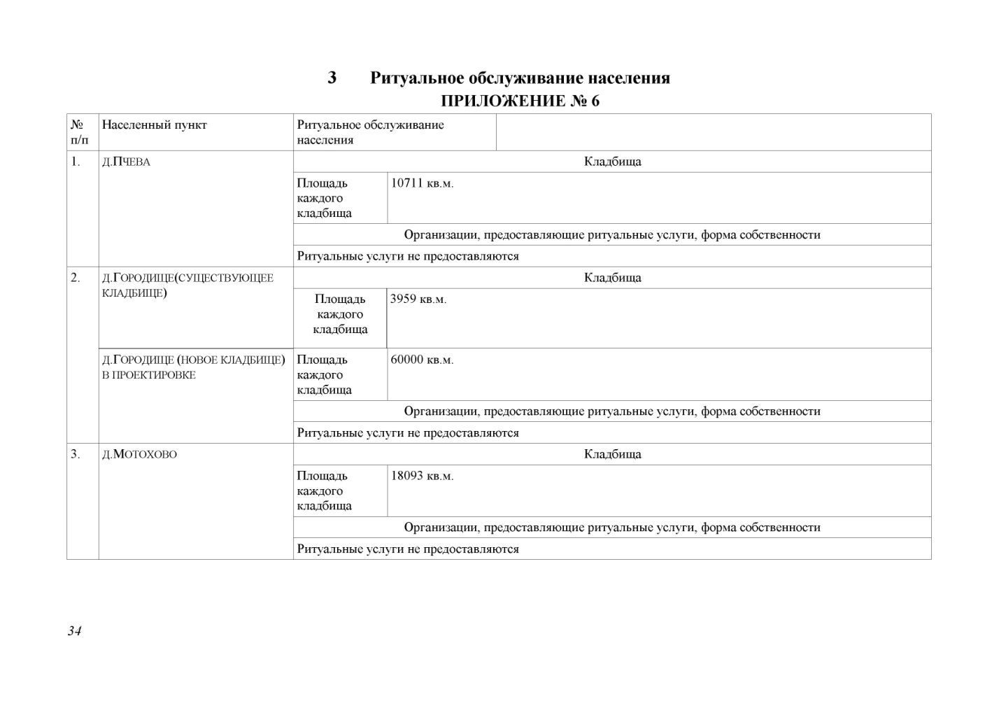 3 Ритуальное обслуживание населения
ПРИЛОЖЕНИЕ № 6
№ Населенный пункт Ритуальное обслуживание
п/п населения
1. д.Пчева Кладбища
Площадь 10711 кв.м.
каждого
кладбища
Организации, предоставляющие ритуальные услуги, форма собственности
Ритуальные услуги не предоставляются
2. д.Городище(существующее Кладбища
кладбище)
Площадь 3959 кв.м.
каждого
кладбища
д.Городище (новое кладбище) Площадь 60000 кв.м.
в проектировке каждого
кладбища
Организации, предоставляющие ритуальные услуги, форма собственности
Ритуальные услуги не предоставляются
3. д.Мотохово Кладбища
Площадь 18093 кв.м.
каждого
кладбища
Организации, предоставляющие ритуальные услуги, форма собственности
Ритуальные услуги не предоставляются
34